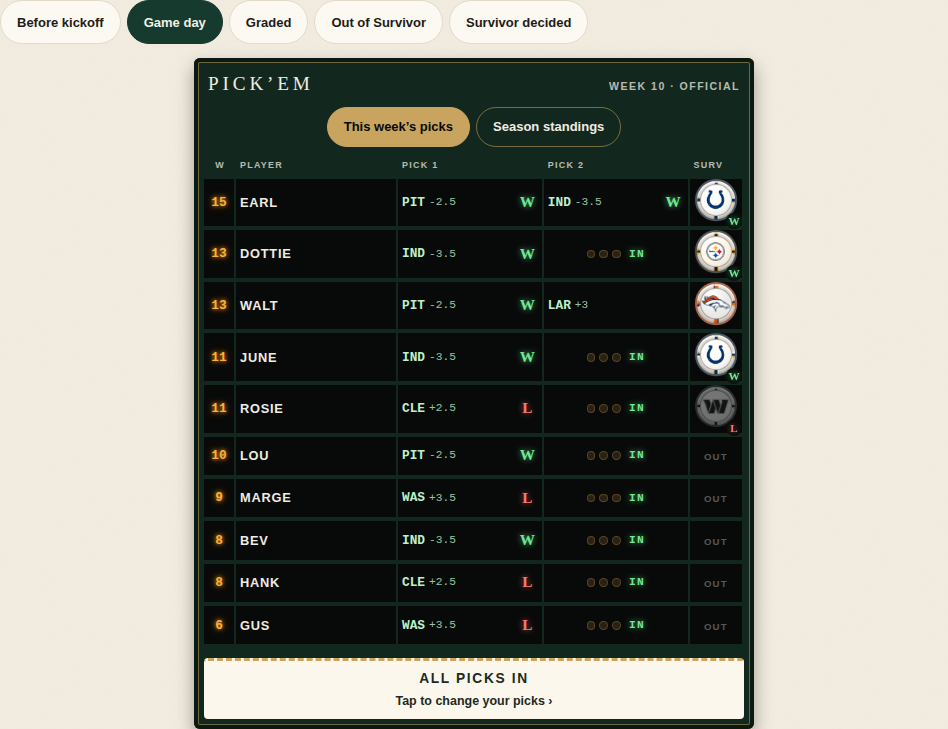 Before kickoff
Game day
Graded
Out of Survivor
Survivor decided
PICK’EM
WEEK 10 · OFFICIAL
This week’s picks
Season standings
W PLAYER PICK 1 PICK 2 SURV
15 EARL PIT -2.5 W IND -3.5 W W
13 DOTTIE IND -3.5 W IN W
13 WALT PIT -2.5 W LAR +3
11 JUNE IND -3.5 W IN W
11 ROSIE CLE +2.5 L IN W L
10 LOU PIT -2.5 W IN OUT
9 MARGE WAS +3.5 L IN OUT
8 BEV IND -3.5 W IN OUT
8 HANK CLE +2.5 L IN OUT
6 GUS WAS +3.5 L IN OUT
ALL PICKS IN
Tap to change your picks ›